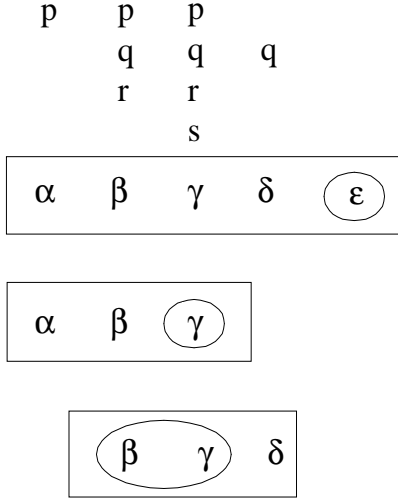 p p p
q q q
r r
s
α β γ δ ε
α β γ
β γ δ